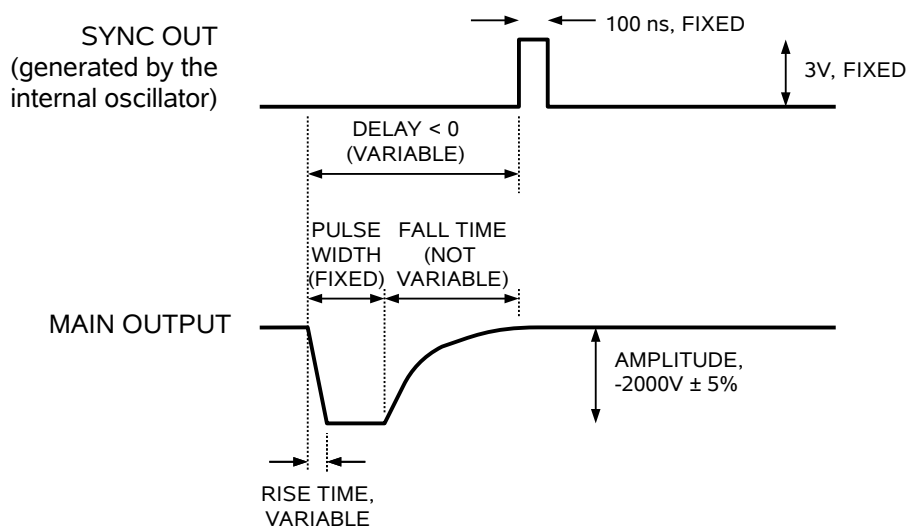 100 ns, FIXED
SYNC OUT
(generated by the
internal oscillator)
3V, FIXED
DELAY < 0
(VARIABLE)
PULSE
WIDTH
(FIXED)
FALL TIME
(NOT
VARIABLE)
MAIN OUTPUT
AMPLITUDE,
-2000V ± 5%
RISE TIME,
VARIABLE